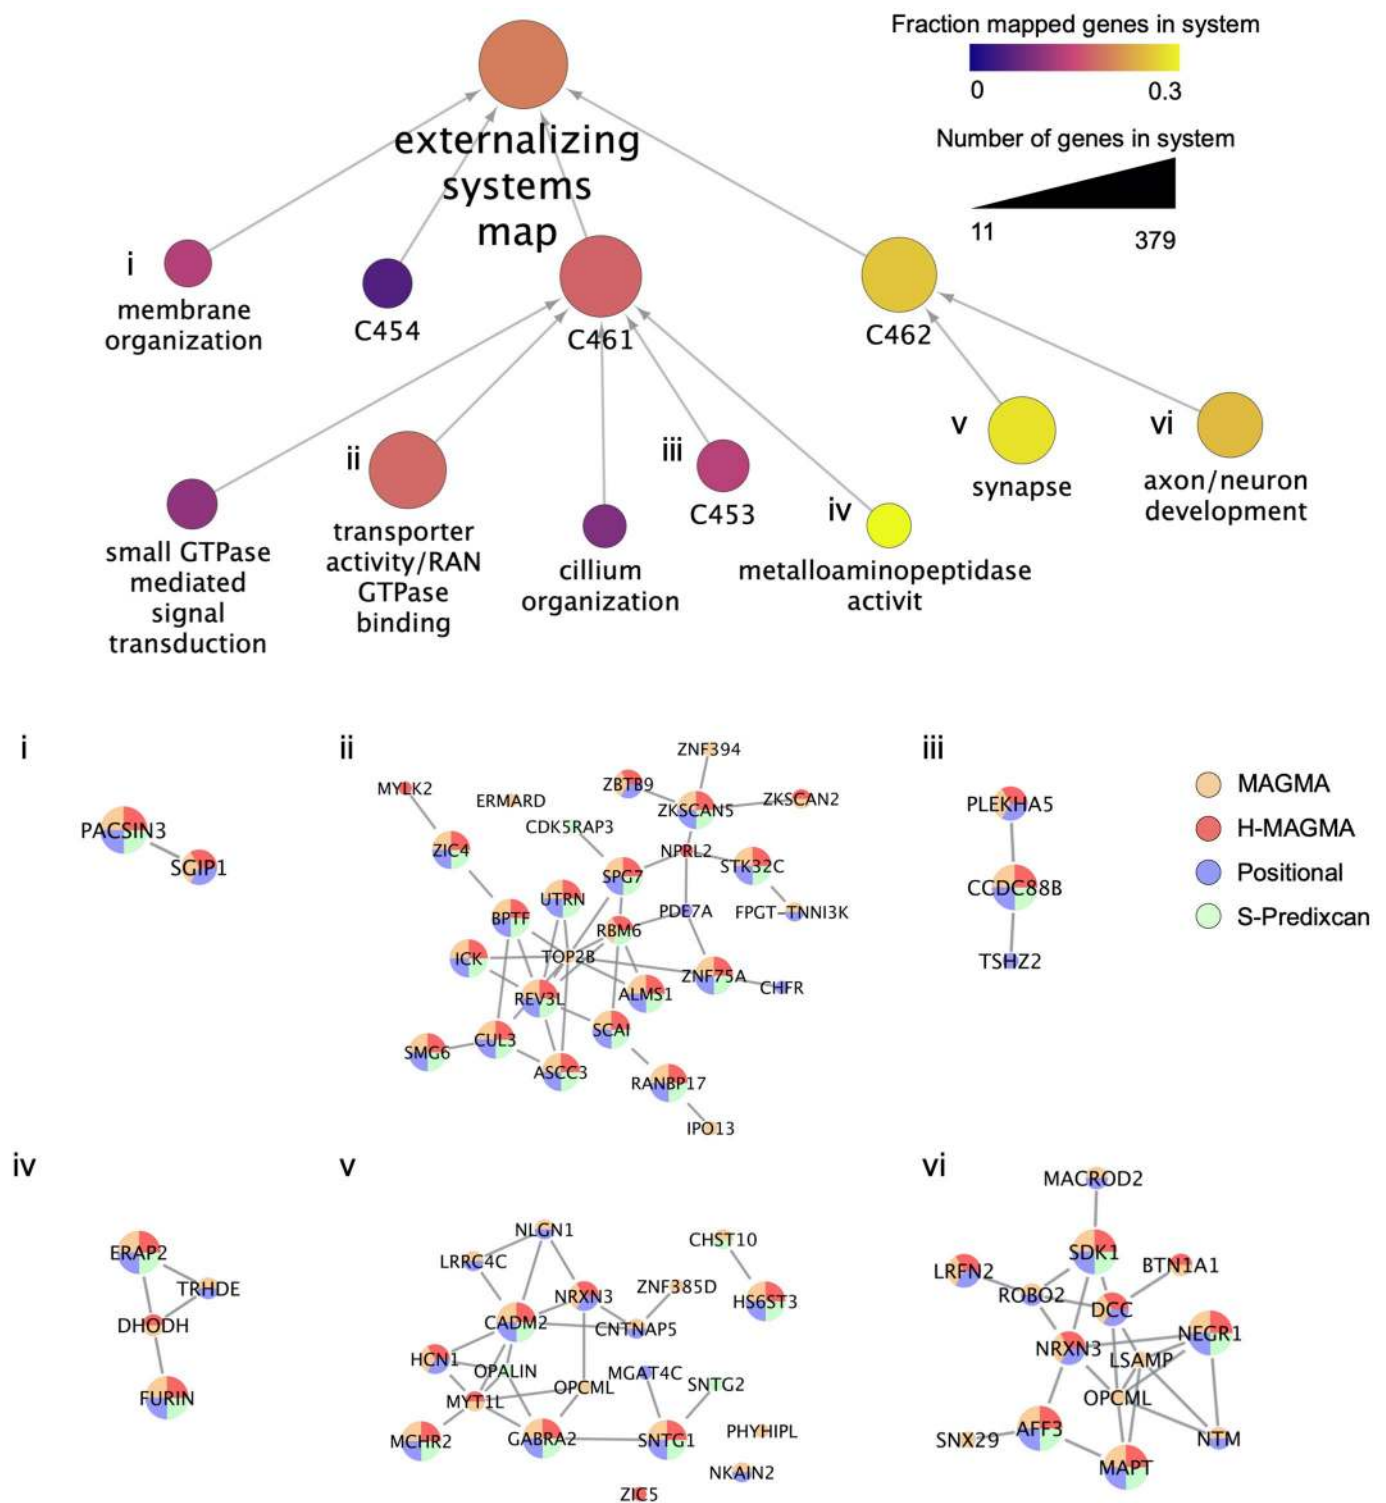 Fraction mapped genes in system
0
0.3
Number of genes in system
11
379
externalizing
systems
map
i
membrane
organization
C454
C461
C462
small GTPase
mediated
signal
transduction
ii
transporter
activity/RAN
GTPase
binding
cillium
organization
iii
C453
iv
metalloaminopeptidase
activit
v
synapse
vi
axon/neuron
development
i
PACSIN3
SGIP1
ii
ZNF394
MYLK2
ZBTB9
ERMARD
ZKSCAN5
ZKSCAN2
CDK5RAP3
ZIC4
NPRL2
STK32C
SPG7
UTRN
BPTF
PDE7A
FPGT-TNNI3K
RBM6
ICK
TOP2B
ZNF75A
CHFR
REV3L
ALMS1
SCAI
CUL3
SMG6
ASCC3
RANBP17
IPO13
iii
PLEKHA5
CCDC88B
TSHZ2
MAGMA
H-MAGMA
Positional
S-Predixcan
iv
ERAP2
TRHDE
DHODH
FURIN
v
NLGN1
CHST10
LRRC4C
NRXN3
ZNF385D
HS6ST3
CADM2
CNTNAP5
HCN1
OPALIN
MGAT4C
OPCML
SNTG2
MYT1L
MCHR2
GABRA2
SNTG1
PHYHIPL
NKAIN2
ZIC5
vi
MACROD2
SDK1
LRFN2
BTN1A1
ROBO2
DCC
NEGR1
NRXN3
LSAMP
OPCML
AFF3
SNX29
NTM
MAPT